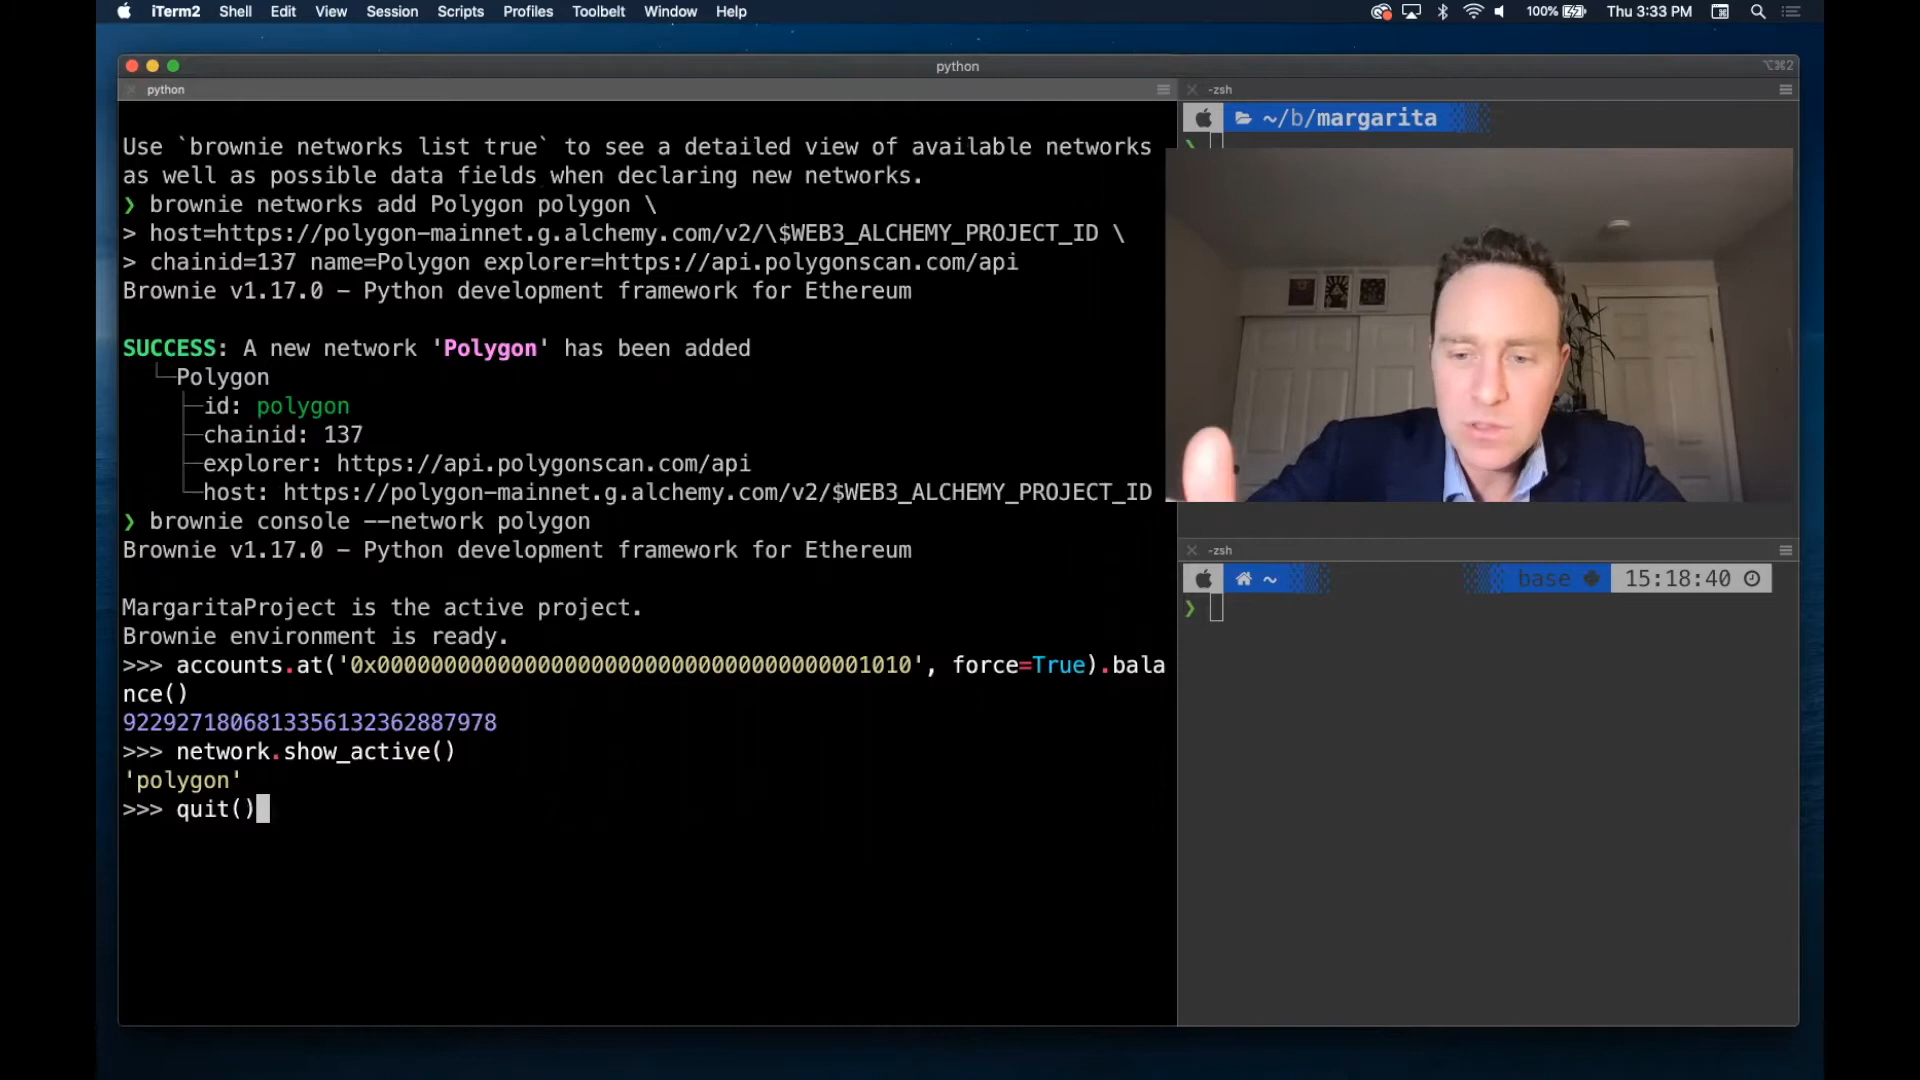 iTerm2 Shell Edit View Session Scripts Profiles Toolbelt Window Help 100% Thu 3:33 PM
python ⌥⌘2
python
Use `brownie networks list true` to see a detailed view of available networks
as well as possible data fields when declaring new networks.
❯ brownie networks add Polygon polygon \
> host=https://polygon-mainnet.g.alchemy.com/v2/\$WEB3_ALCHEMY_PROJECT_ID \
> chainid=137 name=Polygon explorer=https://api.polygonscan.com/api
Brownie v1.17.0 - Python development framework for Ethereum
SUCCESS: A new network 'Polygon' has been added
└─Polygon
├─id: polygon
├─chainid: 137
├─explorer: https://api.polygonscan.com/api
└─host: https://polygon-mainnet.g.alchemy.com/v2/$WEB3_ALCHEMY_PROJECT_ID
❯ brownie console --network polygon
Brownie v1.17.0 - Python development framework for Ethereum
MargaritaProject is the active project.
Brownie environment is ready.
>>> accounts.at('0x0000000000000000000000000000000000001010', force=True).bala
nce()
9229271806813356132362887978
>>> network.show_active()
'polygon'
>>> quit()
-zsh
~/b/margarita
❯
-zsh
~ base 15:18:40
❯